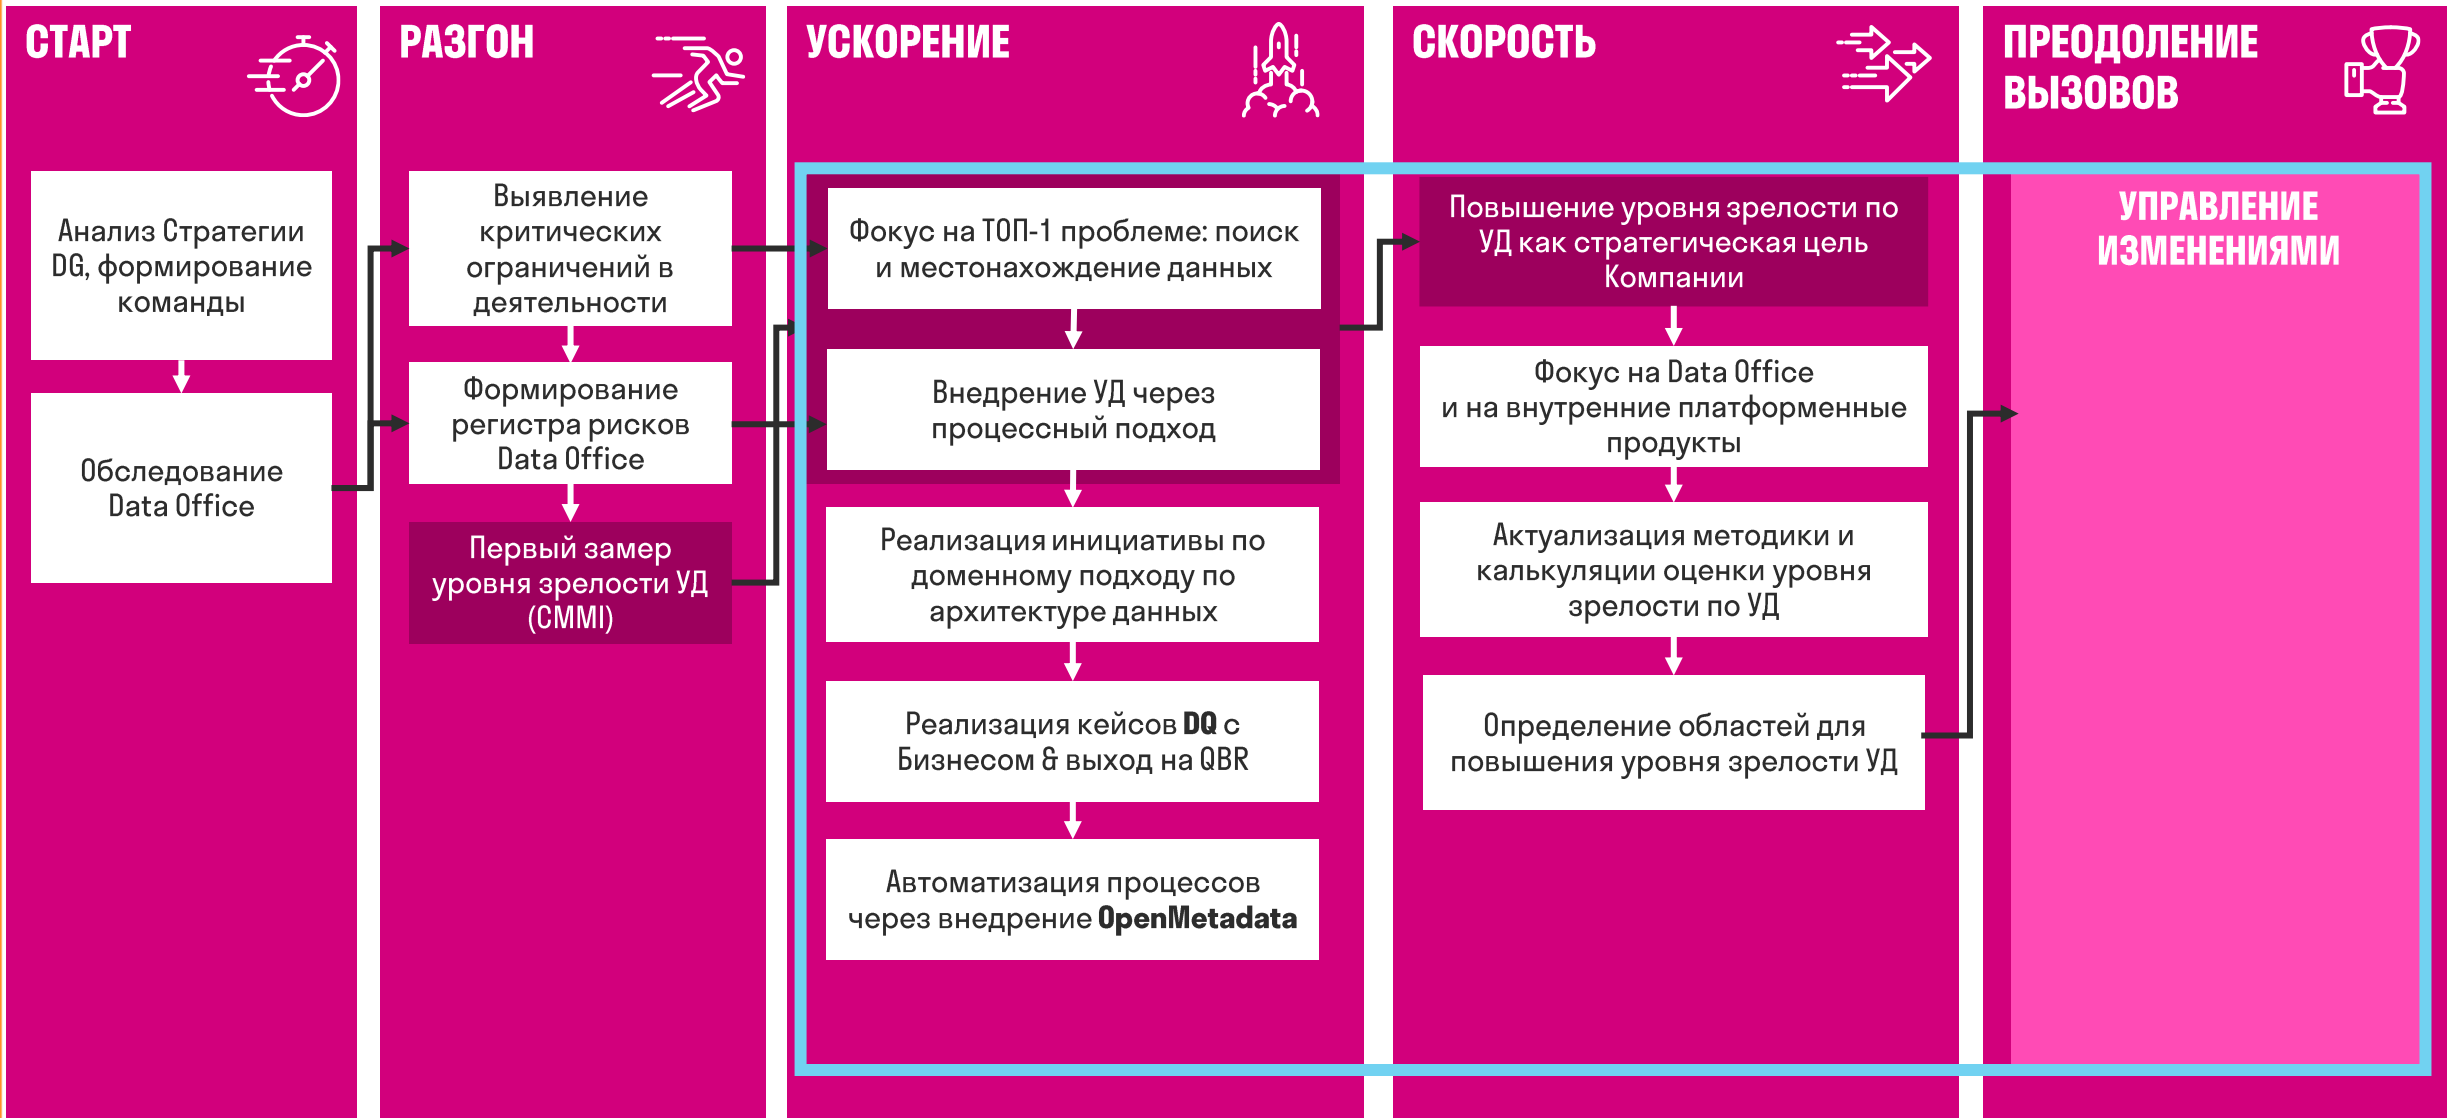 СТАРТ
Анализ Стратегии
DG, формирование
команды
Обследование
Data Office
РАЗГОН
Выявление
критических
ограничений в
деятельности
Формирование
регистра рисков
Data Office
Первый замер
уровня зрелости УД
(CMMI)
УСКОРЕНИЕ
Фокус на ТОП-1 проблеме: поиск
и местонахождение данных
Внедрение УД через
процессный подход
Реализация инициативы по
доменному подходу по
архитектуре данных
Реализация кейсов DQ с
Бизнесом & выход на QBR
Автоматизация процессов
через внедрение OpenMetadata
СКОРОСТЬ
Повышение уровня зрелости по
УД как стратегическая цель
Компании
Фокус на Data Office
и на внутренние платформенные
продукты
Актуализация методики и
калькуляции оценки уровня
зрелости по УД
Определение областей для
повышения уровня зрелости УД
ПРЕОДОЛЕНИЕ
ВЫЗОВОВ
УПРАВЛЕНИЕ
ИЗМЕНЕНИЯМИ